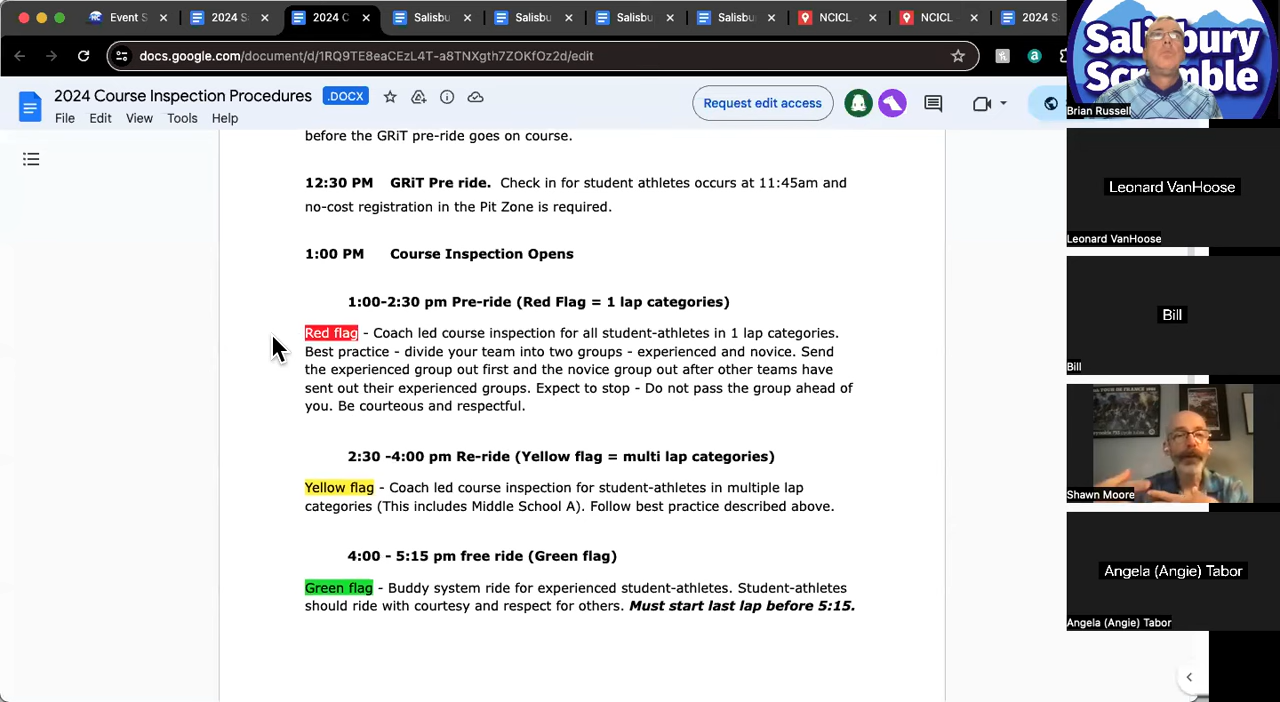 Event S
2024 S
2024 C
Salisbu
Salisbu
Salisbu
Salisbu
NCICL
NCICL
2024 S
docs.google.com/document/d/1RQ9TE8eaCEzL4T-a8TNXgth7ZOKfOz2d/edit
2024 Course Inspection Procedures
.DOCX
Request edit access
File Edit View Tools Help
before the GRiT pre-ride goes on course.
12:30 PM GRiT Pre ride. Check in for student athletes occurs at 11:45am and
no-cost registration in the Pit Zone is required.
1:00 PM Course Inspection Opens
1:00-2:30 pm Pre-ride (Red Flag = 1 lap categories)
Red flag - Coach led course inspection for all student-athletes in 1 lap categories.
Best practice - divide your team into two groups - experienced and novice. Send
the experienced group out first and the novice group out after other teams have
sent out their experienced groups. Expect to stop - Do not pass the group ahead of
you. Be courteous and respectful.
2:30 -4:00 pm Re-ride (Yellow flag = multi lap categories)
Yellow flag - Coach led course inspection for student-athletes in multiple lap
categories (This includes Middle School A). Follow best practice described above.
4:00 - 5:15 pm free ride (Green flag)
Green flag - Buddy system ride for experienced student-athletes. Student-athletes
should ride with courtesy and respect for others. Must start last lap before 5:15.
Salisbury
Scramble
Brian Russell
Leonard VanHoose
Leonard VanHoose
Bill
Bill
Shawn Moore
Angela (Angie) Tabor
Angela (Angie) Tabor